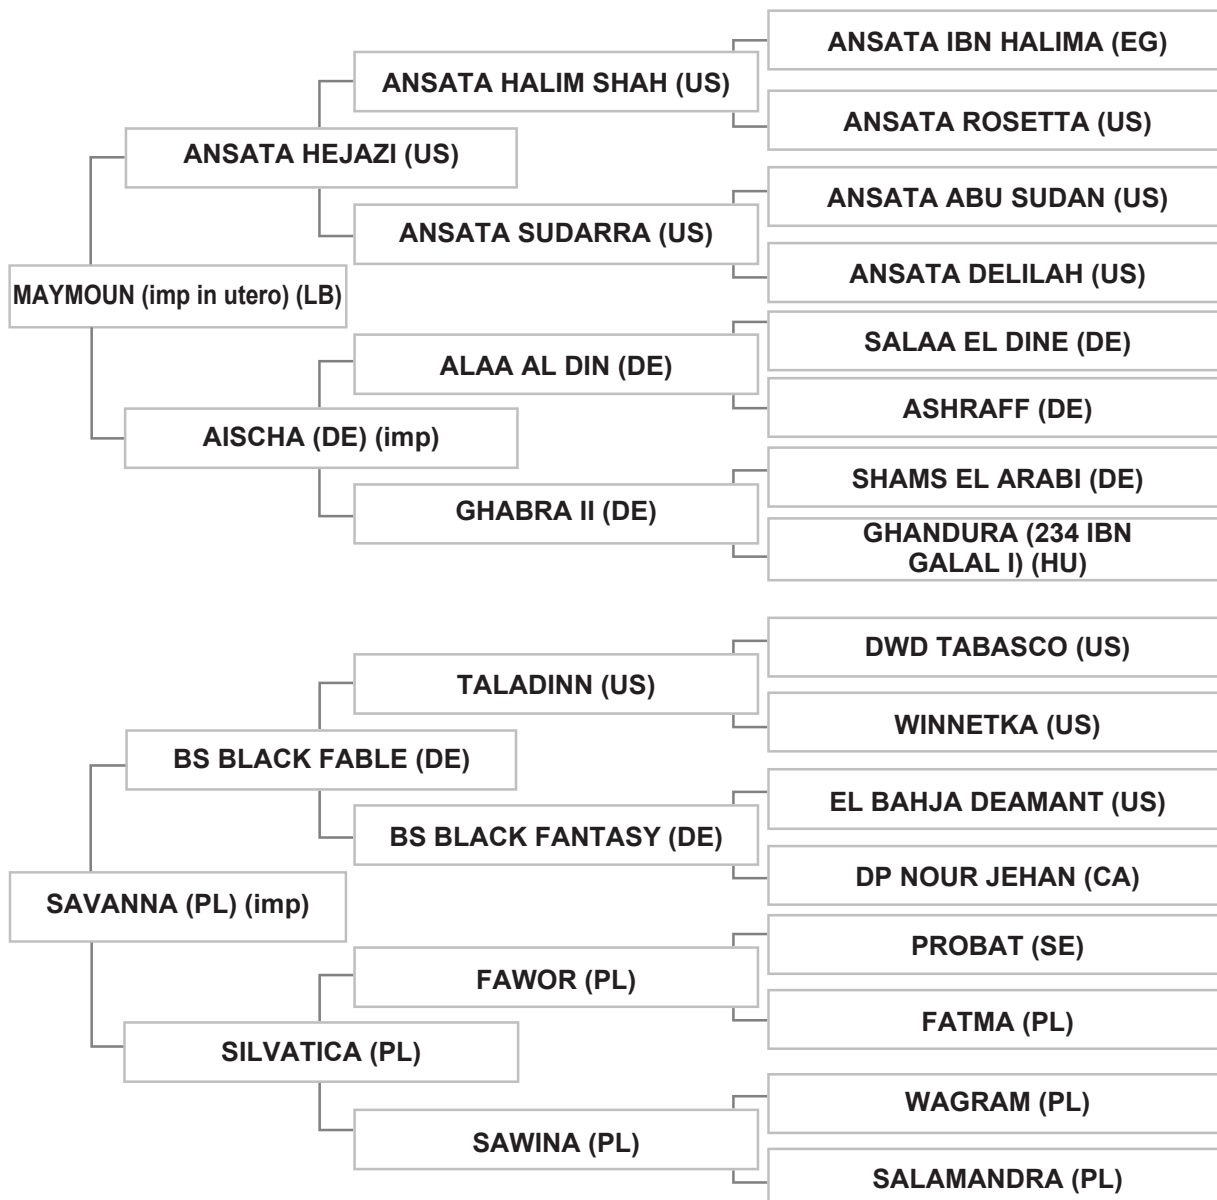 ANSATA IBN HALIMA (EG)
ANSATA HALIM SHAH (US)
ANSATA ROSETTA (US)
ANSATA HEJAZI (US)
ANSATA ABU SUDAN (US)
ANSATA SUDARRA (US)
ANSATA DELILAH (US)
MAYMOUN (imp in utero) (LB)
SALAA EL DINE (DE)
ALAA AL DIN (DE)
ASHRAFF (DE)
AISCHA (DE) (imp)
SHAMS EL ARABI (DE)
GHABRA II (DE)
GHANDURA (234 IBN
GALAL I) (HU)
DWD TABASCO (US)
TALADINN (US)
WINNETKA (US)
BS BLACK FABLE (DE)
EL BAHJA DEAMANT (US)
BS BLACK FANTASY (DE)
DP NOUR JEHAN (CA)
SAVANNA (PL) (imp)
PROBAT (SE)
FAWOR (PL)
FATMA (PL)
SILVATICA (PL)
WAGRAM (PL)
SAWINA (PL)
SALAMANDRA (PL)